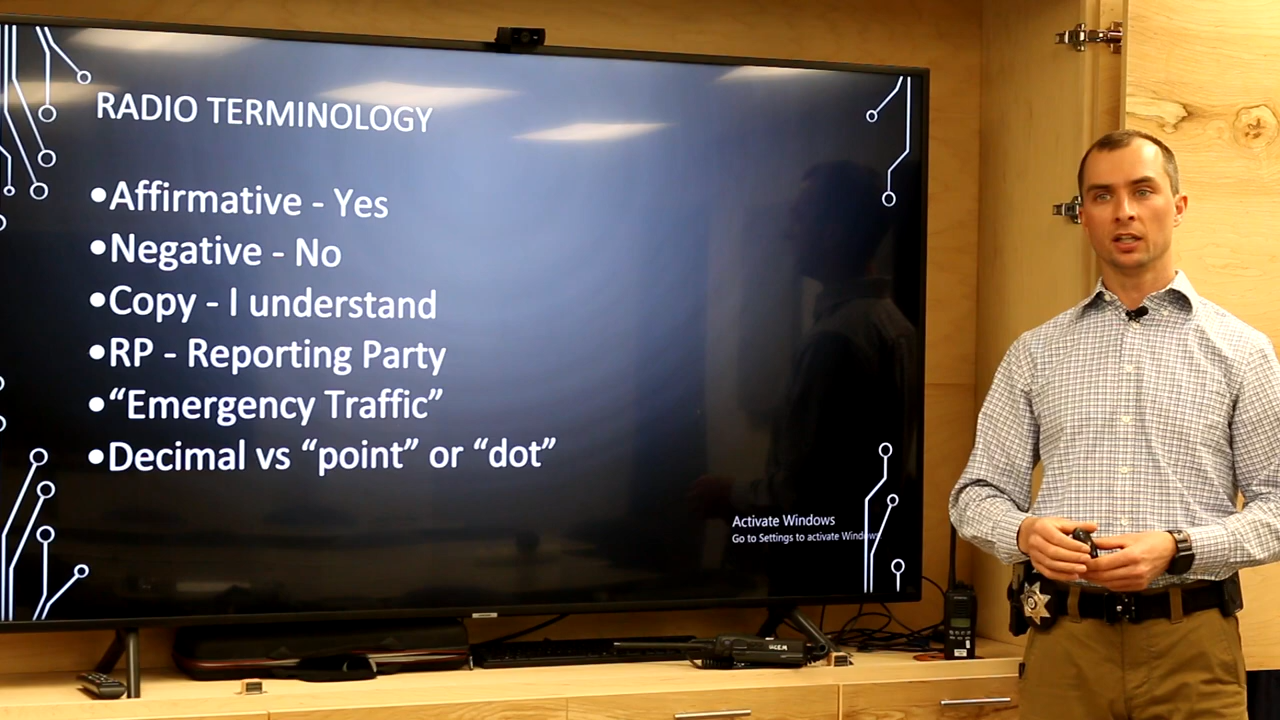 RADIO TERMINOLOGY
•Affirmative - Yes
•Negative - No
•Copy - I understand
•RP - Reporting Party
•“Emergency Traffic”
•Decimal vs “point” or “dot”
Activate Windows
Go to Settings to activate Windows